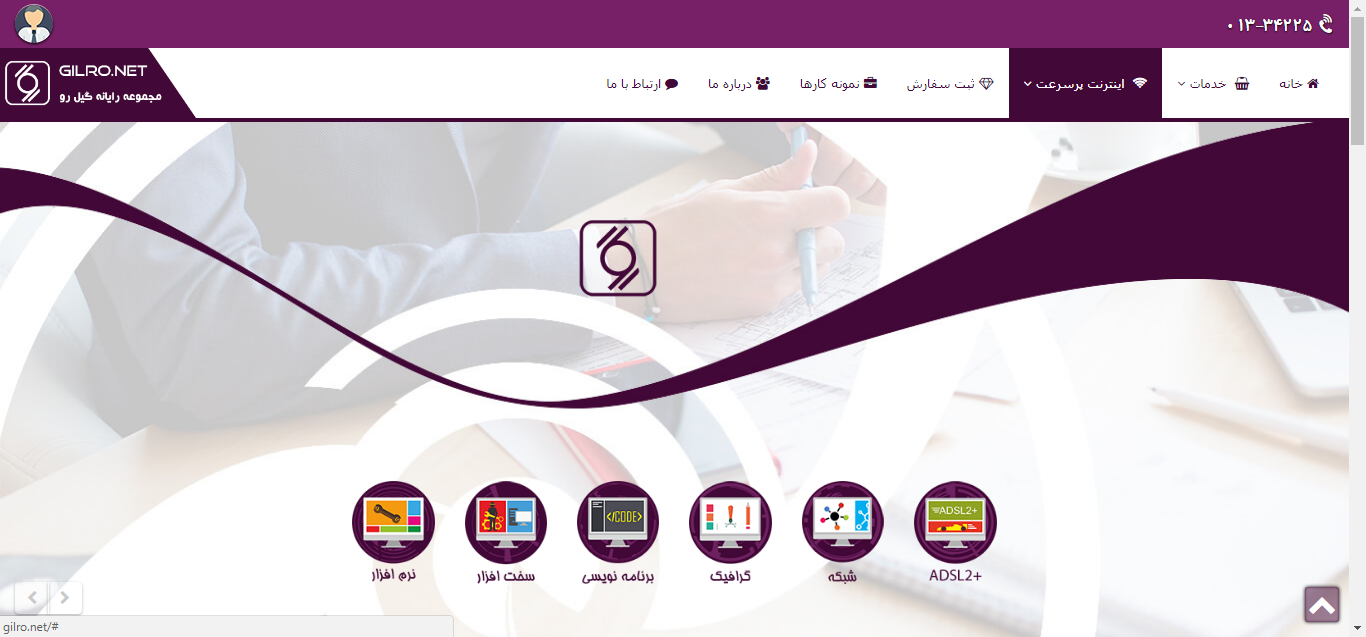 ۰۱۳-۳۴۲۲۵
GILRO.NET
مجموعه رایانه گیل رو
خانه
خدمات
اینترنت پرسرعت
ثبت سفارش
نمونه کارها
درباره ما
ارتباط با ما
ADSL2+
</CODE>
ADSL2+
شبکه
گرافیک
برنامه نویسی
سخت افزار
نرم افزار
gilro.net/#